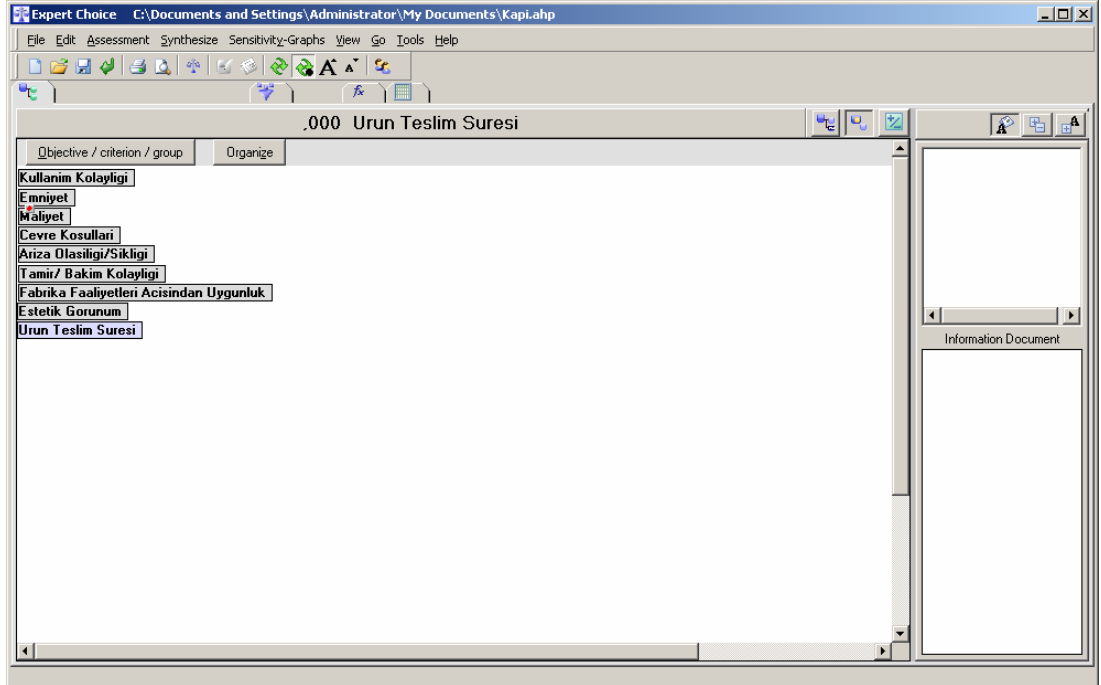 Expert Choice C:\Documents and Settings\Administrator\My Documents\Kapi.ahp
File Edit Assessment Synthesize Sensitivity-Graphs View Go Tools Help
,000 Urun Teslim Suresi
Objective / criterion / group Organize
Kullanim Kolayligi
Emniyet
Maliyet
Cevre Kosullari
Ariza Olasiligi/Sikligi
Tamir/ Bakim Kolayligi
Fabrika Faaliyetleri Acisindan Uygunluk
Estetik Gorunum
Urun Teslim Suresi
Information Document